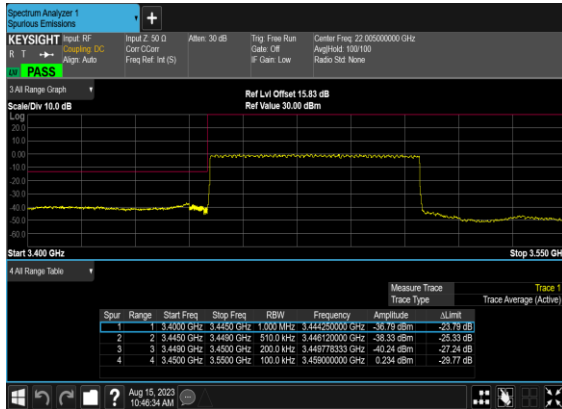 Spectrum Analyzer 1
Spurious Emissions
KEYSIGHT
R T
LW PASS
Input: RF
Coupling: DC
Align: Auto
Input Z: 50 Ω
Corr CCorr
Freq Ref: Int (S)
Atten: 30 dB
Trig: Free Run
Gate: Off
IF Gain: Low
Center Freq: 22.005000000 GHz
Avg|Hold: 100/100
Radio Std: None
3 All Range Graph
Scale/Div 10.0 dB
Ref Lvl Offset 15.83 dB
Ref Value 30.00 dBm
Log
20.0
10.0
0.00
-10.0
-20.0
-30.0
-40.0
-50.0
-60.0
Start 3.400 GHz
Stop 3.550 GH
4 All Range Table
Measure Trace Trace 1
Trace Type Trace Average (Active)
Spur Range Start Freq Stop Freq RBW Frequency Amplitude ΔLimit
1 1 3.4000 GHz 3.4450 GHz 1.000 MHz 3.444250000 GHz -36.79 dBm -23.79 dB
2 2 3.4450 GHz 3.4490 GHz 510.0 kHz 3.446120000 GHz -38.33 dBm -25.33 dB
3 3 3.4490 GHz 3.4500 GHz 200.0 kHz 3.449778333 GHz -40.24 dBm -27.24 dB
4 4 3.4500 GHz 3.5500 GHz 100.0 kHz 3.459000000 GHz 0.234 dBm -29.77 dB
Aug 15, 2023
10:46:34 AM